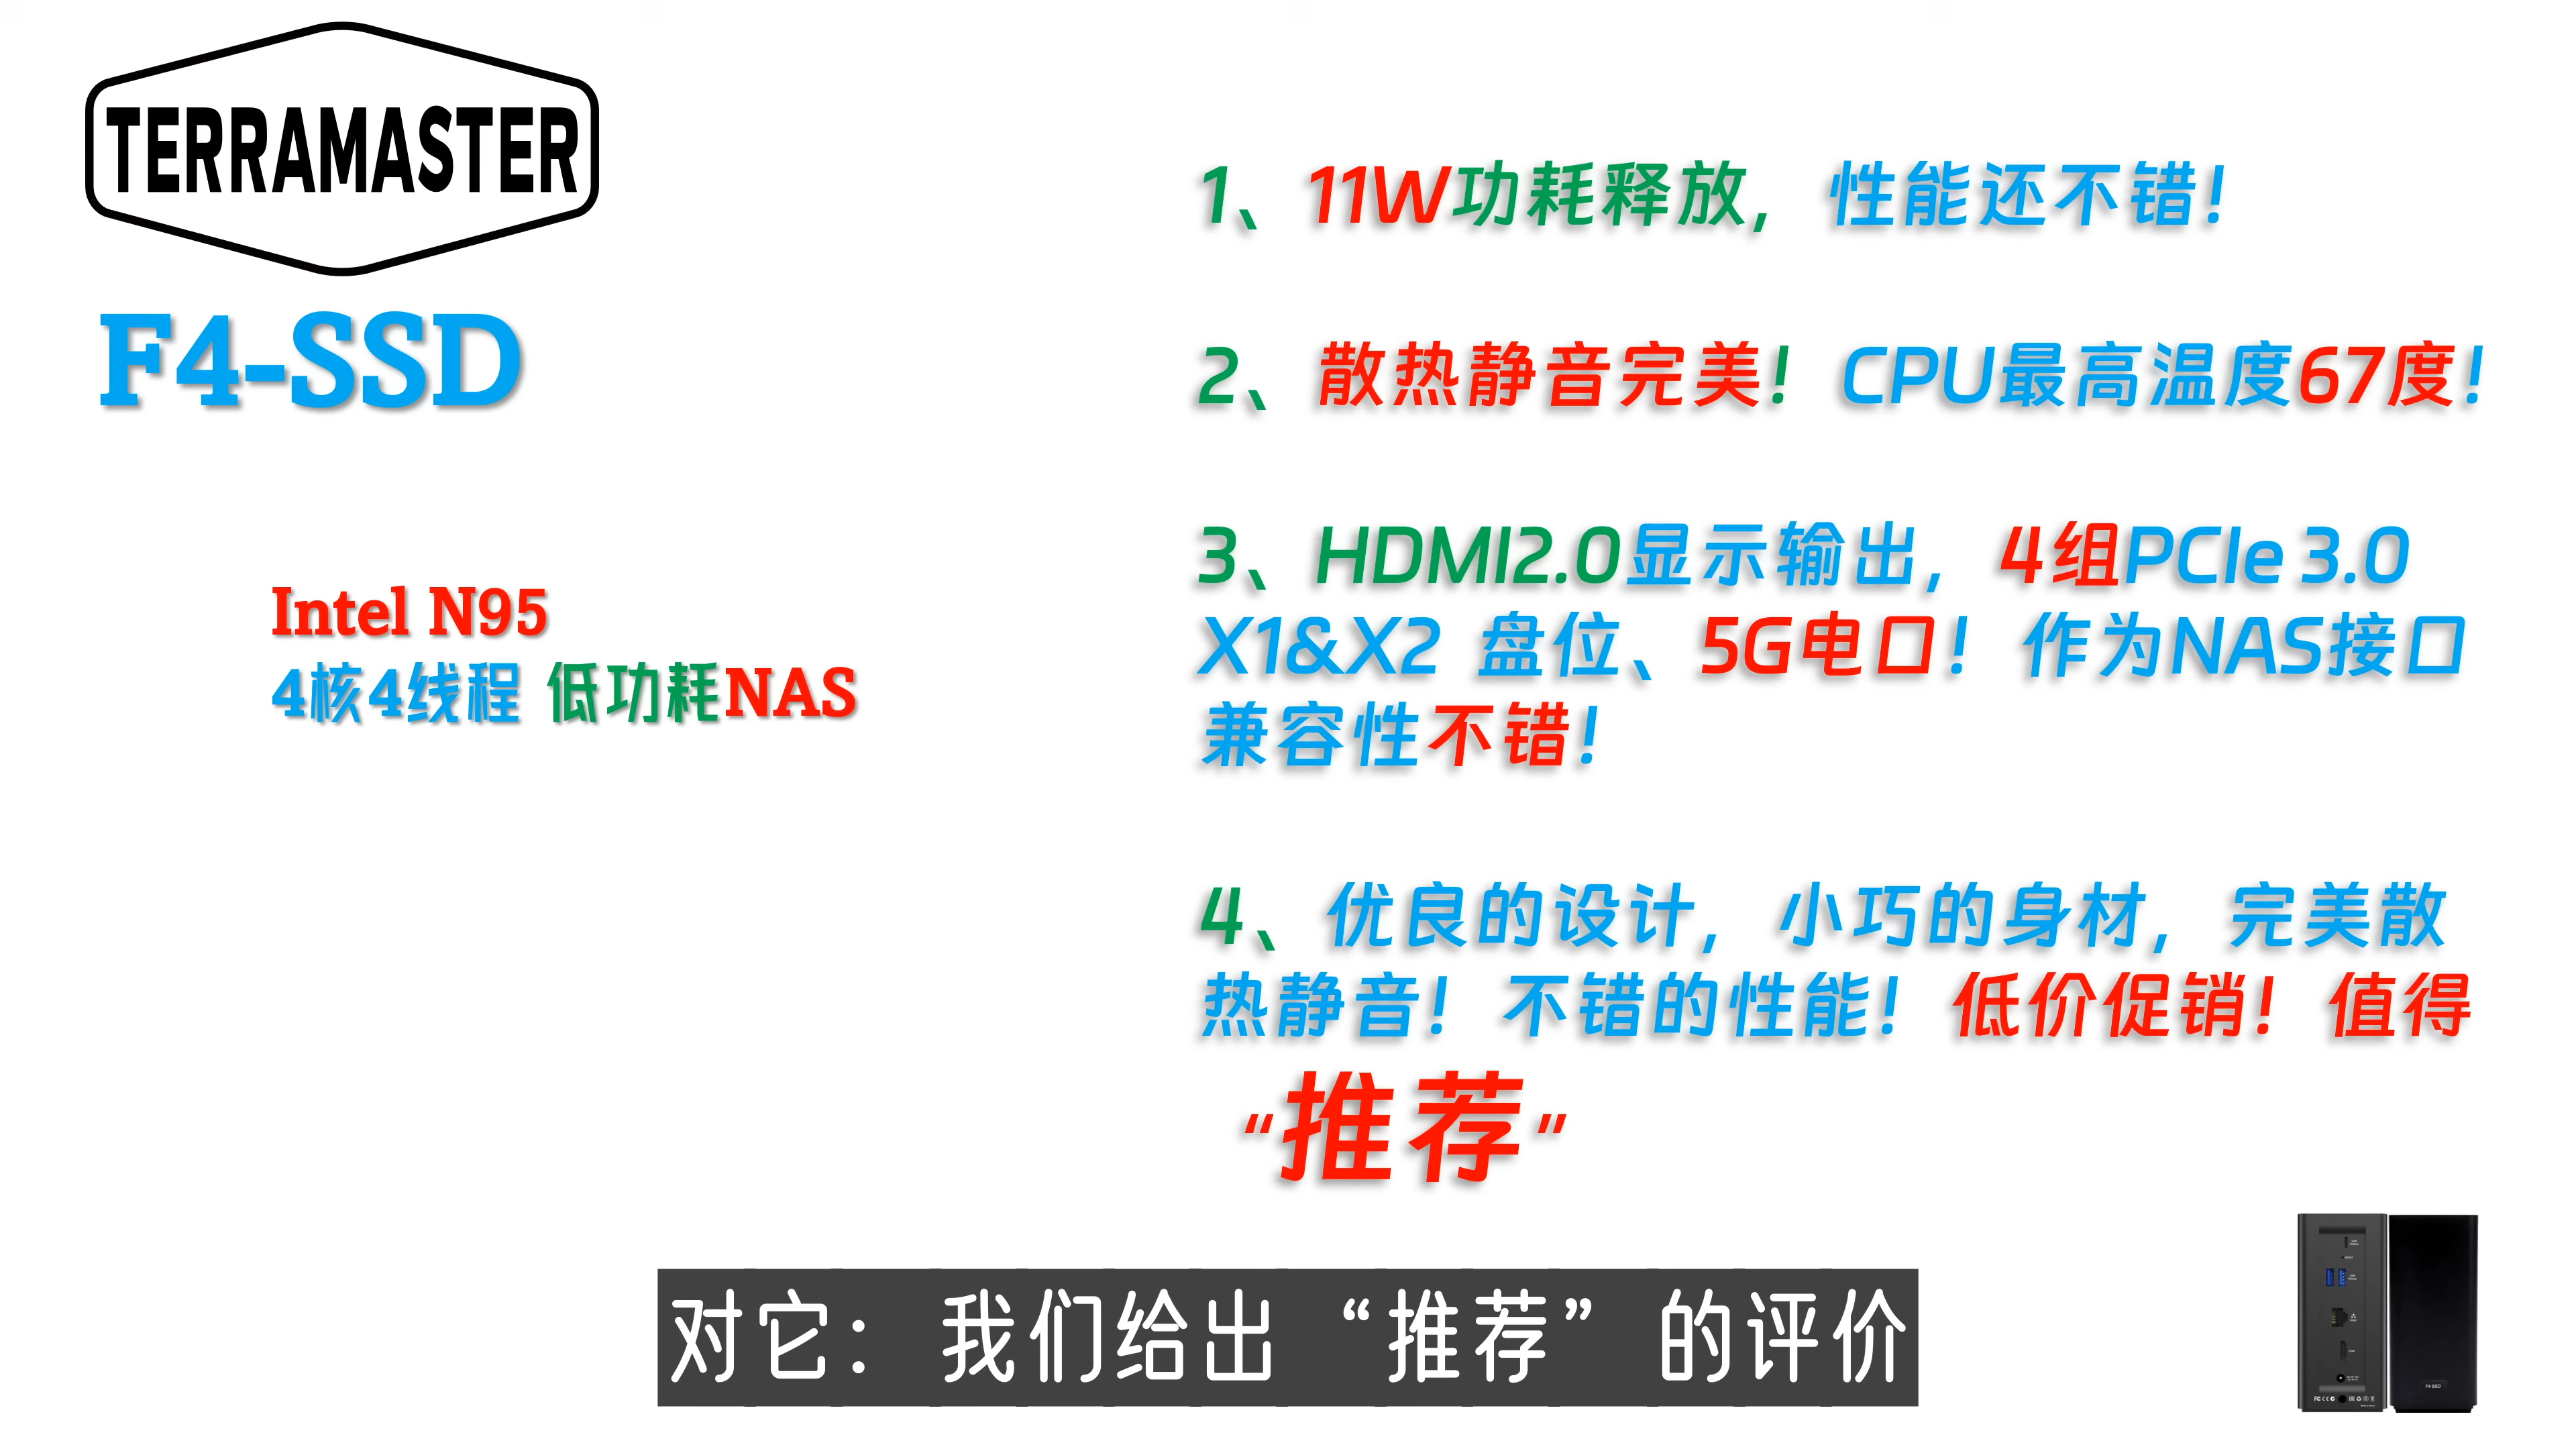 TERRAMASTER
F4-SSD
Intel N95
4核4线程 低功耗NAS
1、11W功耗释放，性能还不错！
2、散热静音完美！CPU最高温度67度！
3、HDMI2.0显示输出，4组PCIe 3.0
X1&X2 盘位、5G电口！作为NAS接口
兼容性不错！
4、优良的设计，小巧的身材，完美散
热静音！不错的性能！低价促销！值得
“推荐”
对它：我们给出“推荐”的评价
F4 SSD